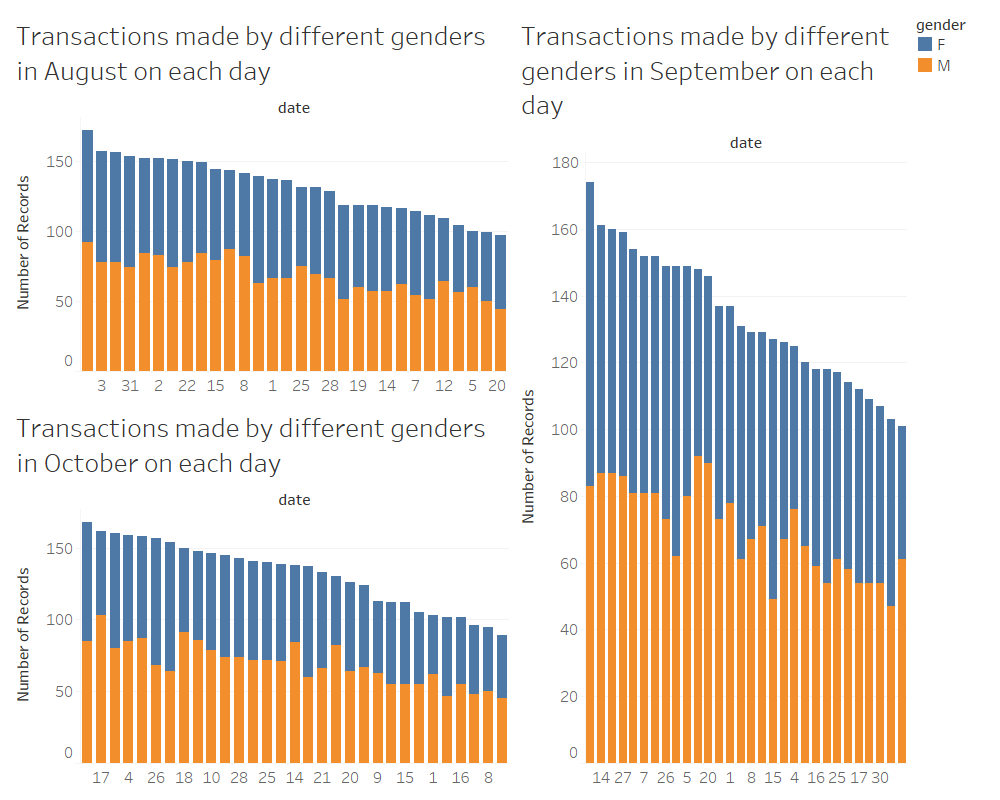 Transactions made by different genders
in August on each day
date
Number of Records
150
100
50
0
3 31 2 22 15 8 1 25 28 19 14 7 12 5 20
Transactions made by different genders
in October on each day
date
Number of Records
150
100
50
0
17 4 26 18 10 28 25 14 21 20 9 15 1 16 8
Transactions made by different
genders in September on each
day
date
Number of Records
180
160
140
120
100
80
60
40
20
0
14 27 7 26 5 20 1 8 15 4 16 25 17 30
gender
F
M